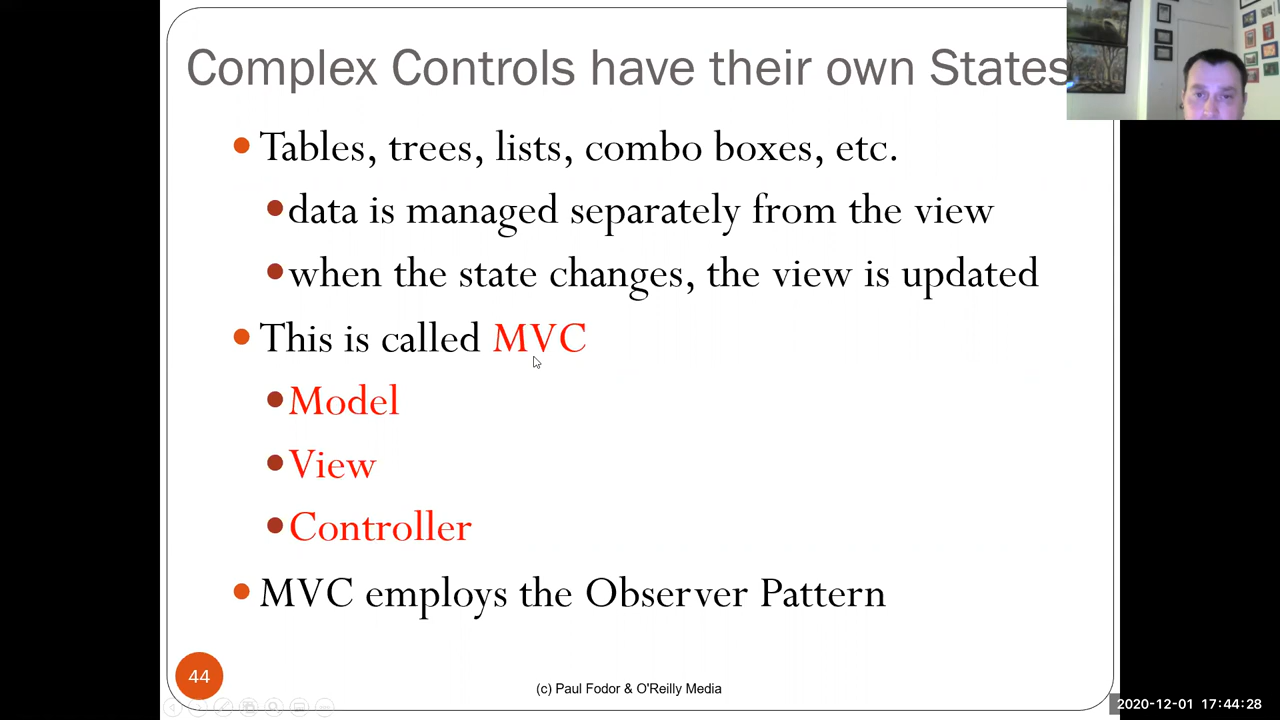 Complex Controls have their own States
Tables, trees, lists, combo boxes, etc.
data is managed separately from the view
when the state changes, the view is updated
This is called MVC
Model
View
Controller
MVC employs the Observer Pattern
44
(c) Paul Fodor & O'Reilly Media
2020-12-01 17:44:28